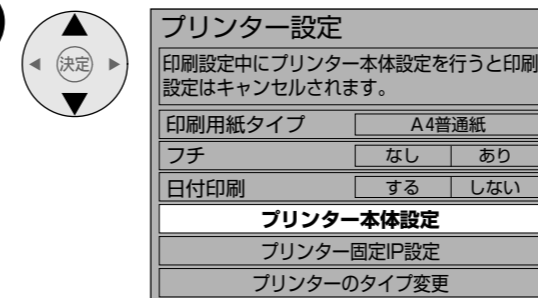 決定
プリンター設定
印刷設定中にプリンター本体設定を行うと印刷
設定はキャンセルされます。
印刷用紙タイプ A4普通紙
フチ なし あり
日付印刷 する しない
プリンター本体設定
プリンター固定IP設定
プリンターのタイプ変更